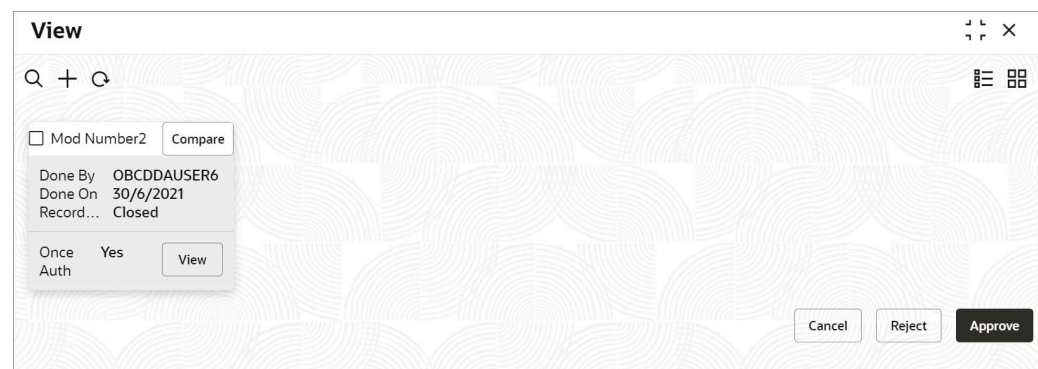 View
Mod Number2 Compare
Done By OBCDDAUSER6
Done On 30/6/2021
Record... Closed
Once Auth Yes View
Cancel Reject Approve